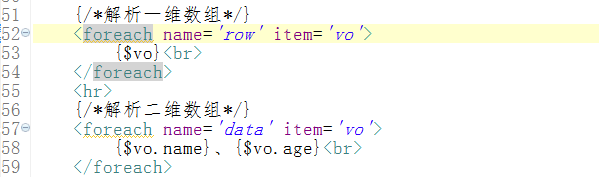 51 {/*解析一维数组*/}
52 <foreach name='row' item='vo'>
53 {$vo}<br>
54 </foreach>
55 <hr>
56 {/*解析二维数组*/}
57 <foreach name='data' item='vo'>
58 {$vo.name}、{$vo.age}<br>
59 </foreach>